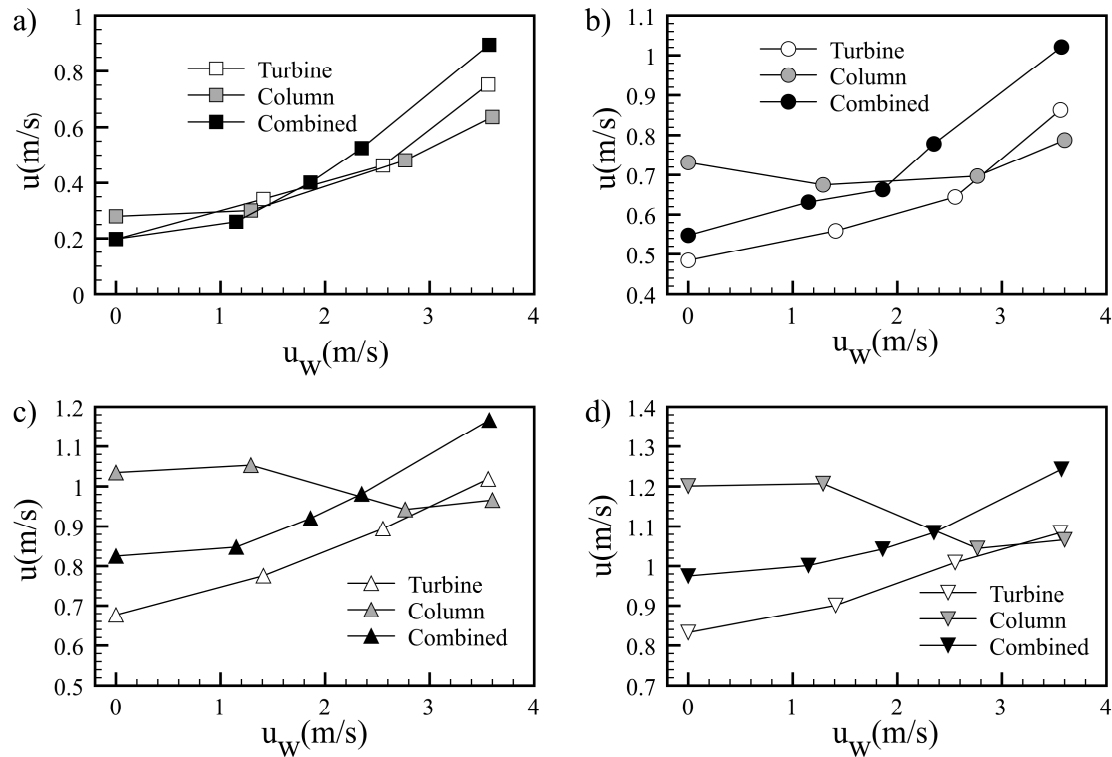 a)
1
0.8
0.6
0.4
0.2
0
u(m/s)
Turbine
Column
Combined
0 1 2 3 4
u_w(m/s)
b)
1.1
1
0.9
0.8
0.7
0.6
0.5
0.4
u(m/s)
Turbine
Column
Combined
0 1 2 3 4
u_w(m/s)
c)
1.2
1.1
1
0.9
0.8
0.7
0.6
0.5
u(m/s)
Turbine
Column
Combined
0 1 2 3 4
u_w(m/s)
d)
1.4
1.3
1.2
1.1
1
0.9
0.8
0.7
u(m/s)
Turbine
Column
Combined
0 1 2 3 4
u_w(m/s)